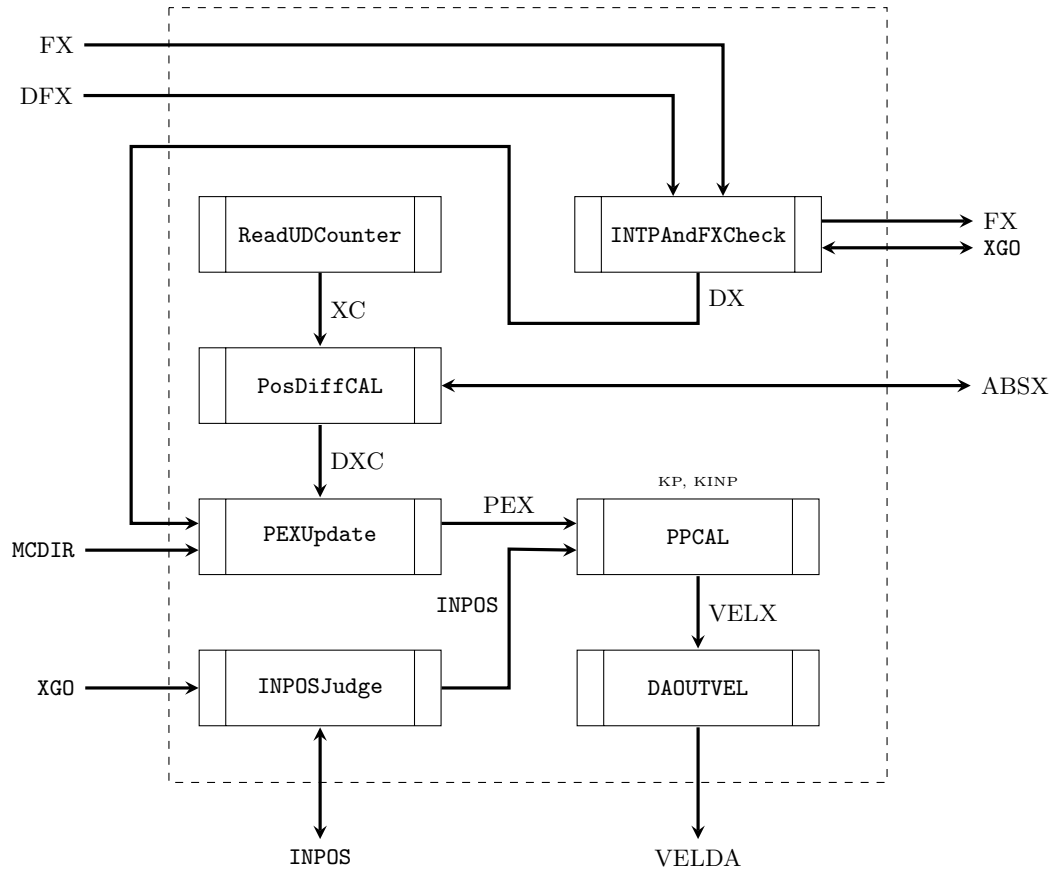 FX
DFX
ReadUDCounter
INTPAndFXCheck
FX
XGO
DX
XC
PosDiffCAL
ABSX
DXC
KP, KINP
PEX
PEXUpdate
PPCAL
MCDIR
INPOS
VELX
XGO
INPOSJudge
DAOUTVEL
INPOS
VELDA